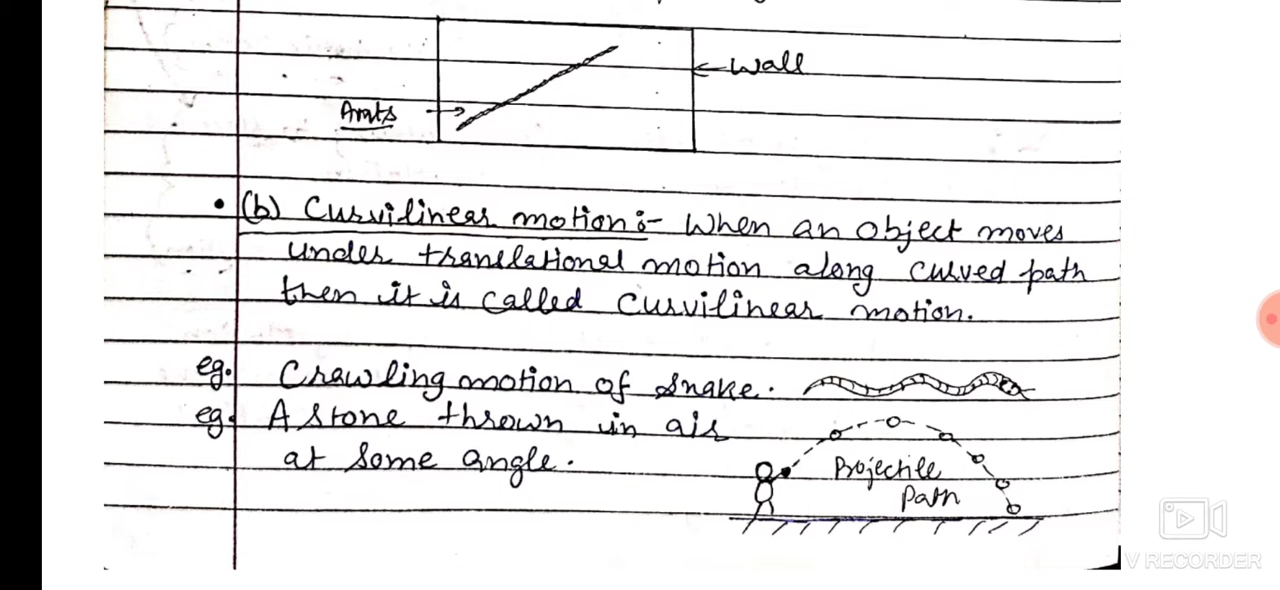 ← Wall
Ants →
• (b) Curvilinear motion :- When an object moves
under translational motion along curved path
then it is called curvilinear motion.
eg. Crawling motion of snake.
eg. A stone thrown in air
at some angle.
Projectile
Path
V RECORDER